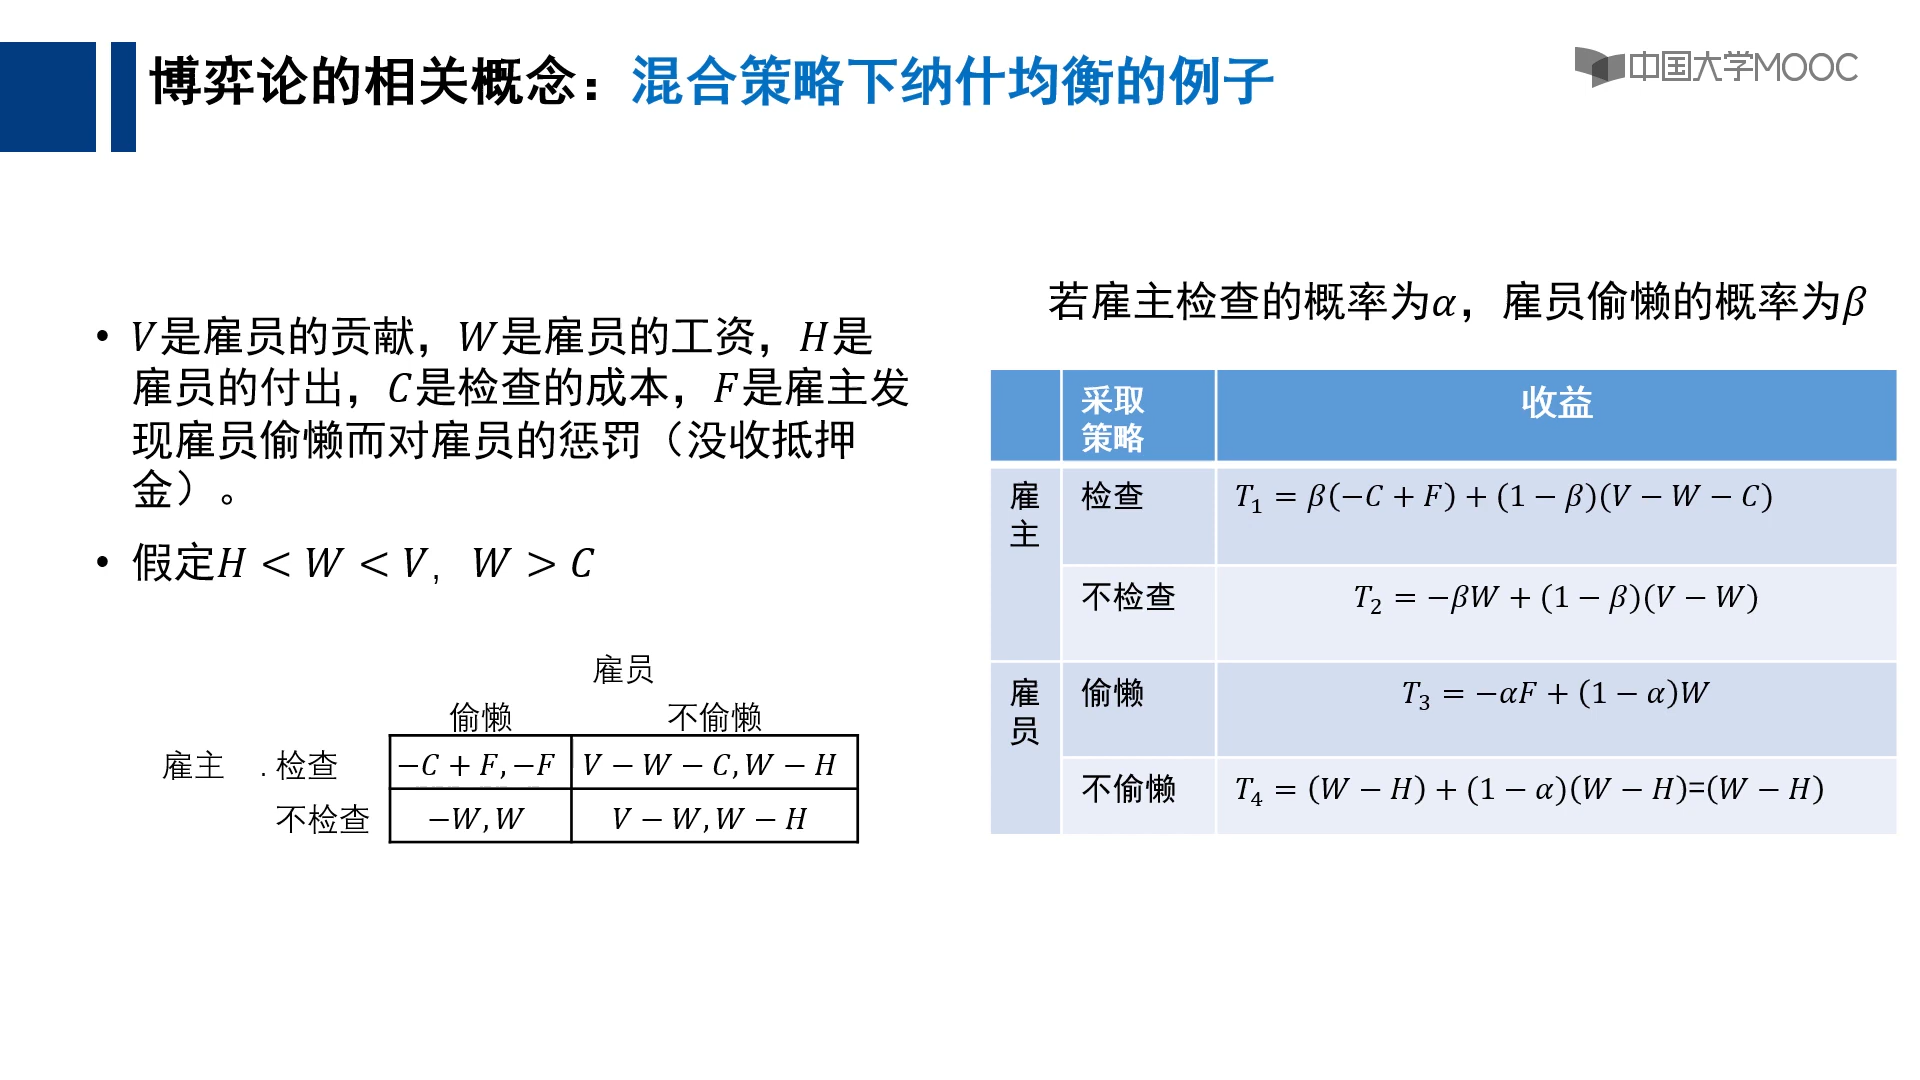 博弈论的相关概念：混合策略下纳什均衡的例子
中国大学MOOC
• V是雇员的贡献，W是雇员的工资，H是
雇员的付出，C是检查的成本，F是雇主发
现雇员偷懒而对雇员的惩罚（没收抵押
金）。
• 假定H < W < V，W > C
雇员
偷懒 不偷懒
雇主 . 检查 −C + F,−F V − W − C,W − H
不检查 −W,W V − W,W − H
若雇主检查的概率为α，雇员偷懒的概率为β
采取
策略
收益
雇
主
检查 T₁ = β(−C + F) + (1 − β)(V − W − C)
不检查 T₂ = −βW + (1 − β)(V − W)
雇
员
偷懒 T₃ = −αF + (1 − α)W
不偷懒 T₄ = (W − H) + (1 − α)(W − H)=(W − H)